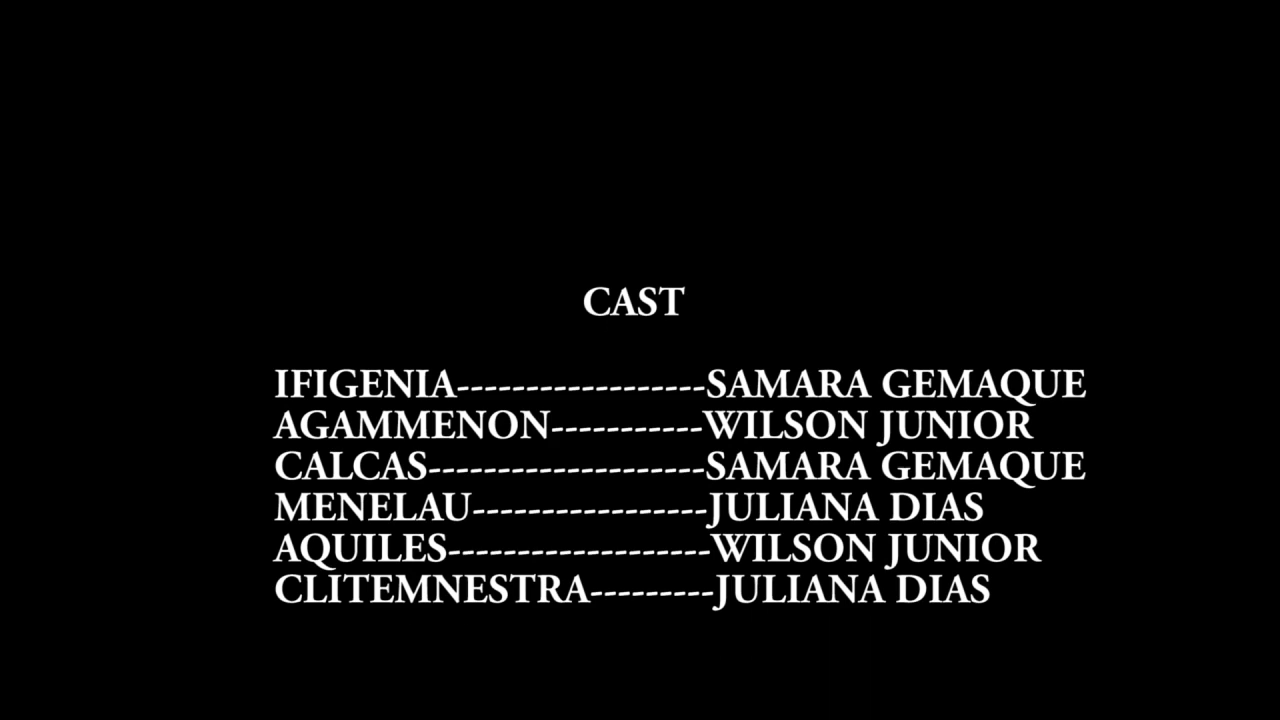 CAST
IFIGENIA------------------SAMARA GEMAQUE
AGAMMENON-----------WILSON JUNIOR
CALCAS--------------------SAMARA GEMAQUE
MENELAU-----------------JULIANA DIAS
AQUILES-------------------WILSON JUNIOR
CLITEMNESTRA---------JULIANA DIAS